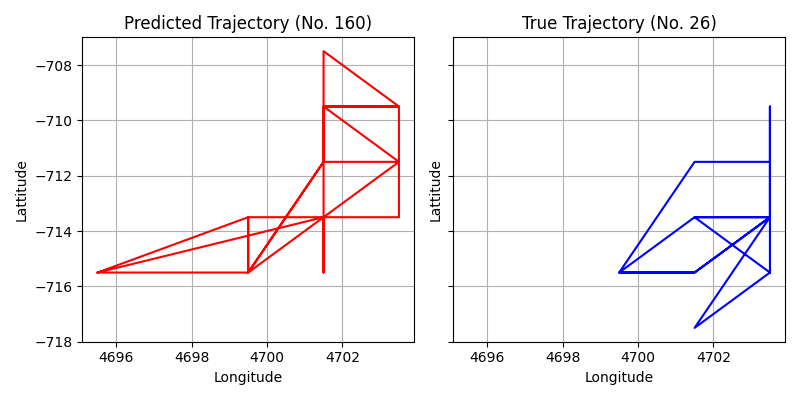 Predicted Trajectory (No. 160)
True Trajectory (No. 26)
Lattitude
−708
−710
−712
−714
−716
−718
4696
4698
4700
4702
Longitude
Lattitude
4696
4698
4700
4702
Longitude